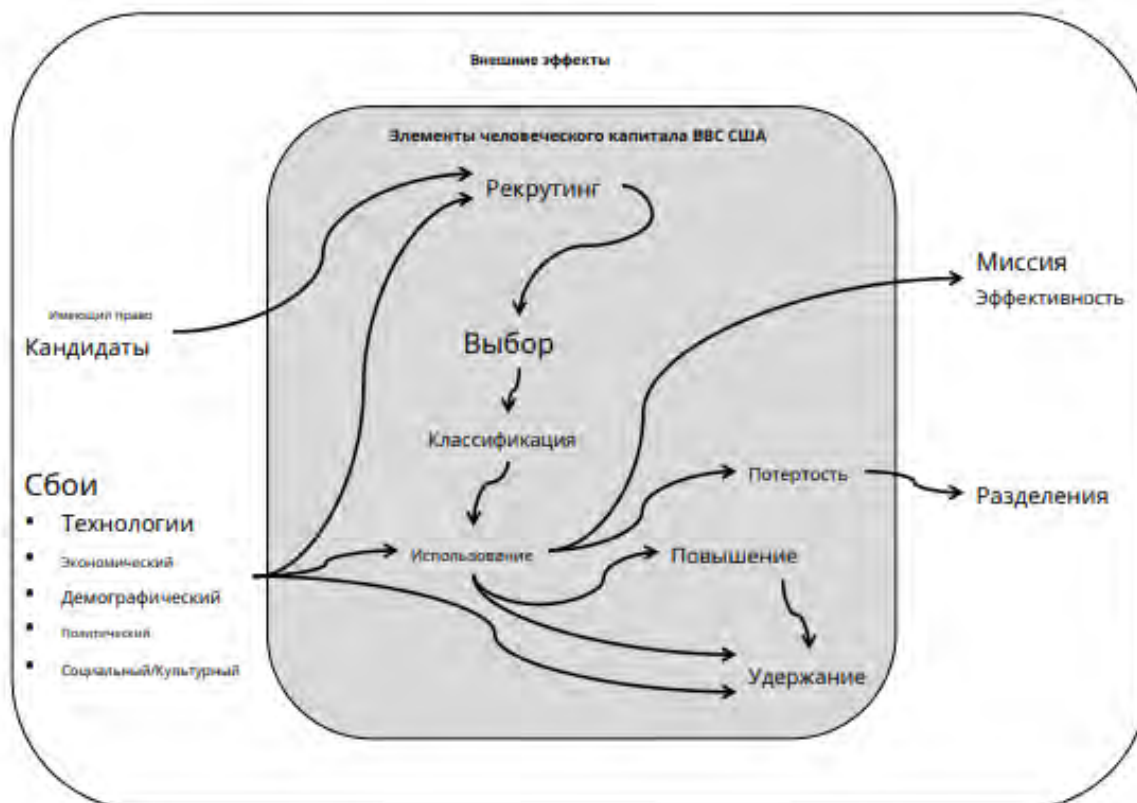 Внешние эффекты
Элементы человеческого капитала ВВС США
Рекрутинг
Имеющий право
Кандидаты
Выбор
Классификация
Использование
Миссия
Эффективность
Потертость
Разделения
Повышение
Удержание
Сбои
• Технологии
• Экономический
• Демографический
• Политический
• Социальный/Культурный